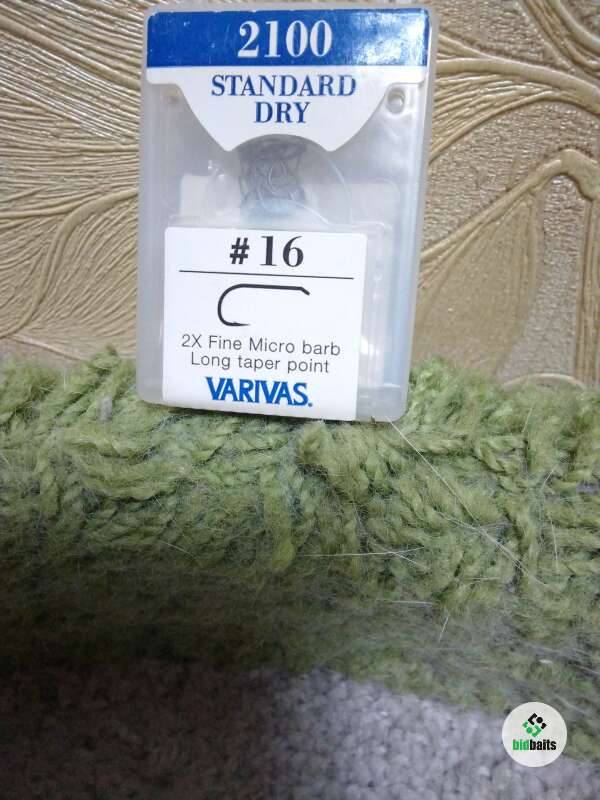 2100
STANDARD
DRY
# 16
2X Fine Micro barb
Long taper point
VARIVAS®
bidbaits